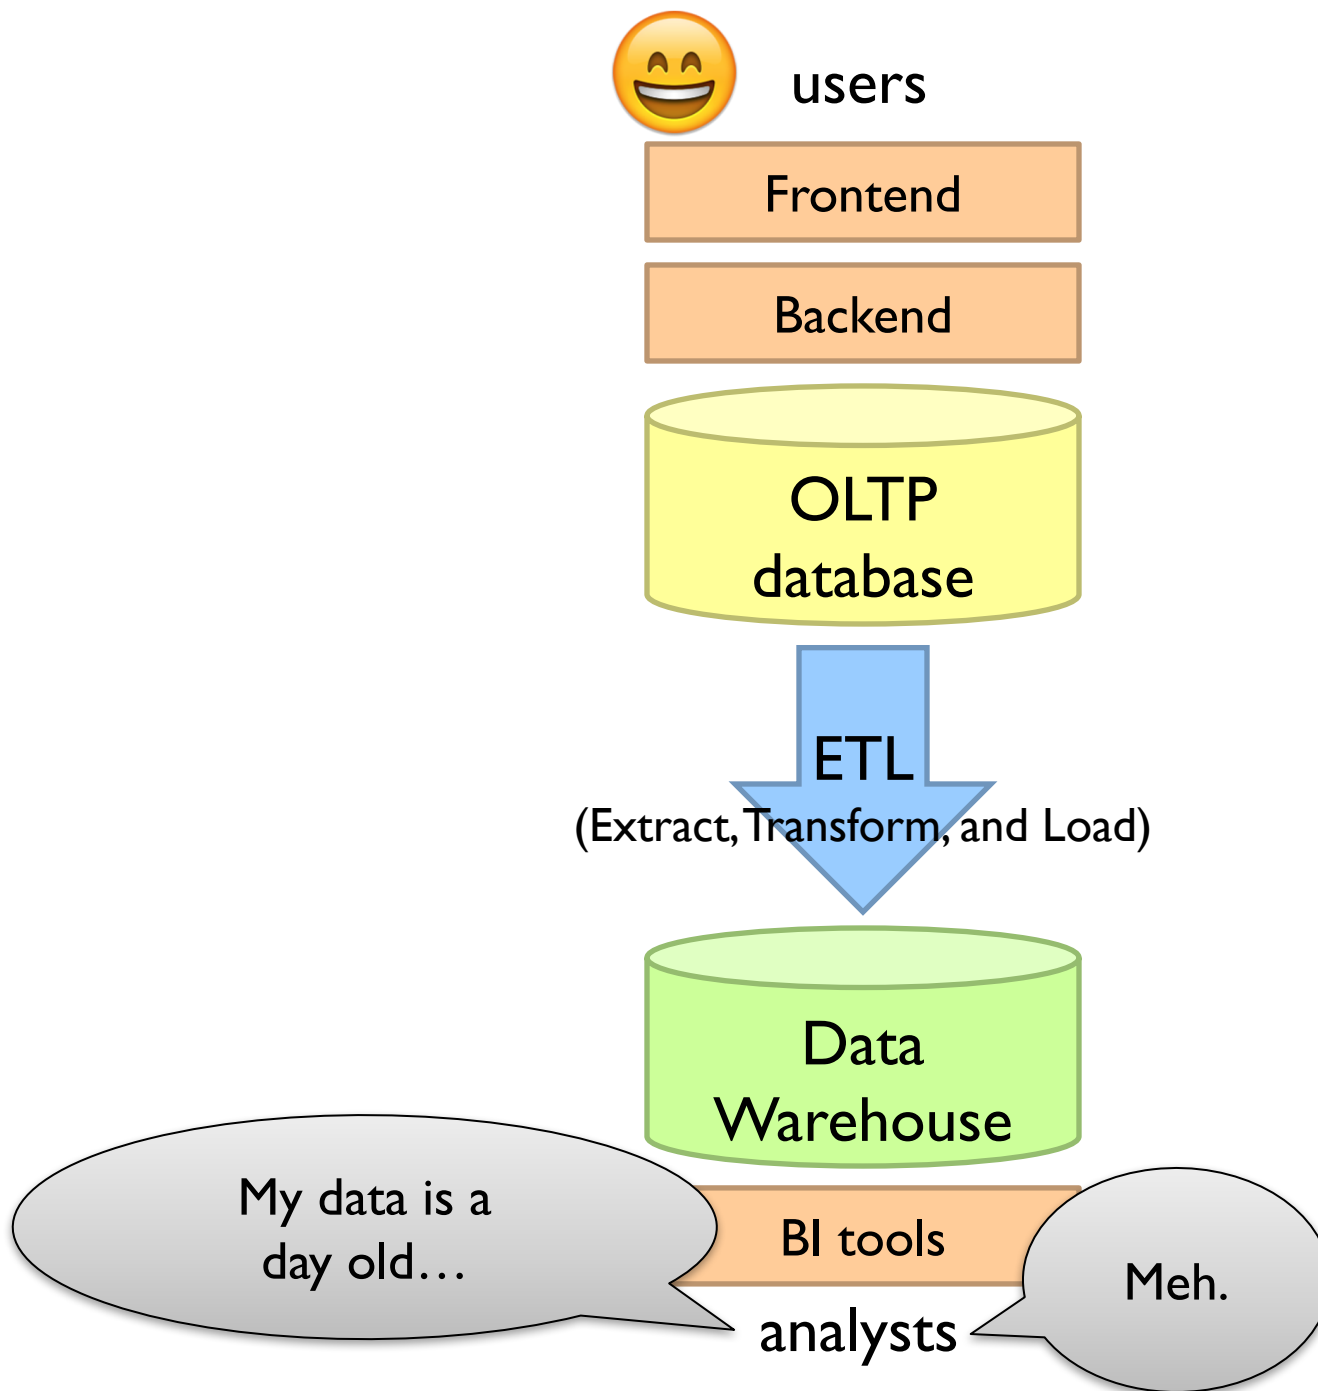 users
Frontend
Backend
OLTP
database
ETL
(Extract, Transform, and Load)
Data
Warehouse
My data is a
day old…
BI tools
Meh.
analysts